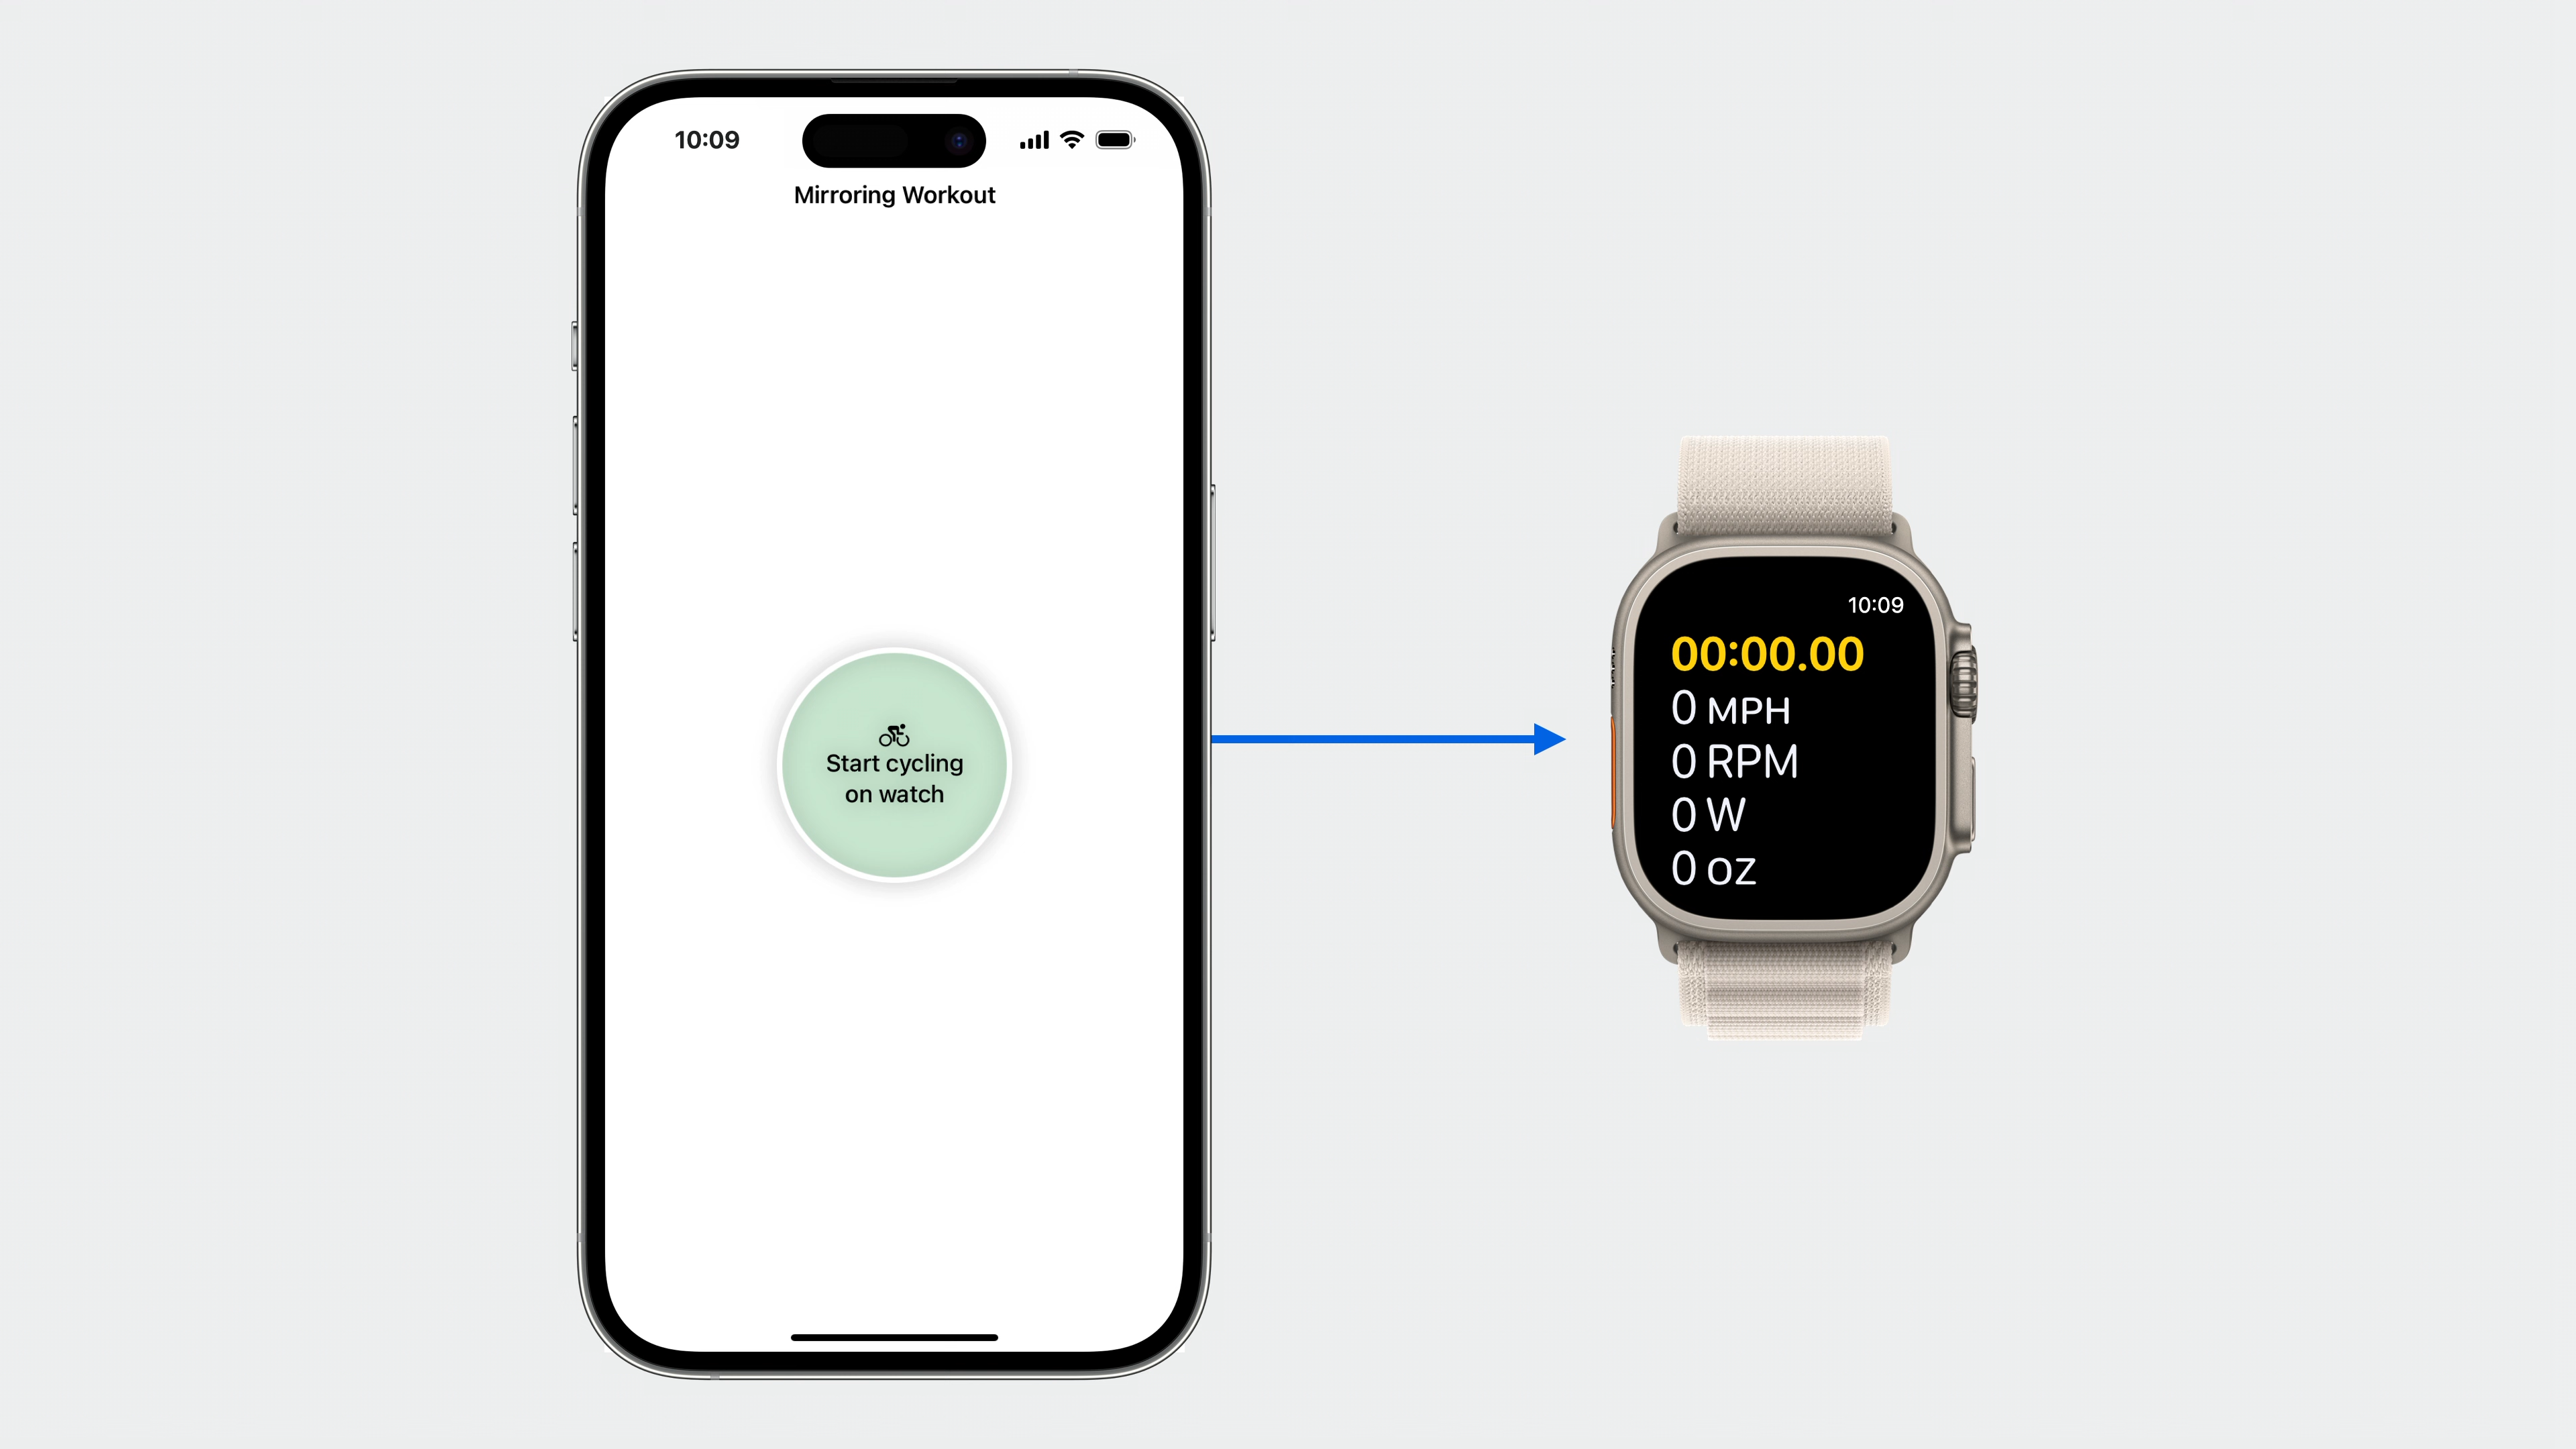 10:09
Mirroring Workout
Start cycling
on watch
10:09
00:00.00
0 MPH
0 RPM
0 W
0 OZ